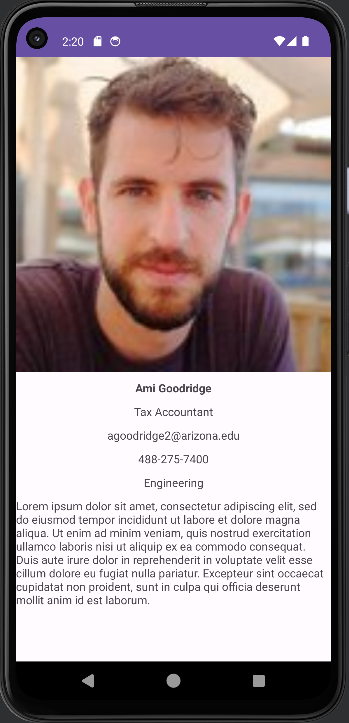 2:20
Ami Goodridge
Tax Accountant
agoodridge2@arizona.edu
488-275-7400
Engineering
Lorem ipsum dolor sit amet, consectetur adipiscing elit, sed
do eiusmod tempor incididunt ut labore et dolore magna
aliqua. Ut enim ad minim veniam, quis nostrud exercitation
ullamco laboris nisi ut aliquip ex ea commodo consequat.
Duis aute irure dolor in reprehenderit in voluptate velit esse
cillum dolore eu fugiat nulla pariatur. Excepteur sint occaecat
cupidatat non proident, sunt in culpa qui officia deserunt
mollit anim id est laborum.